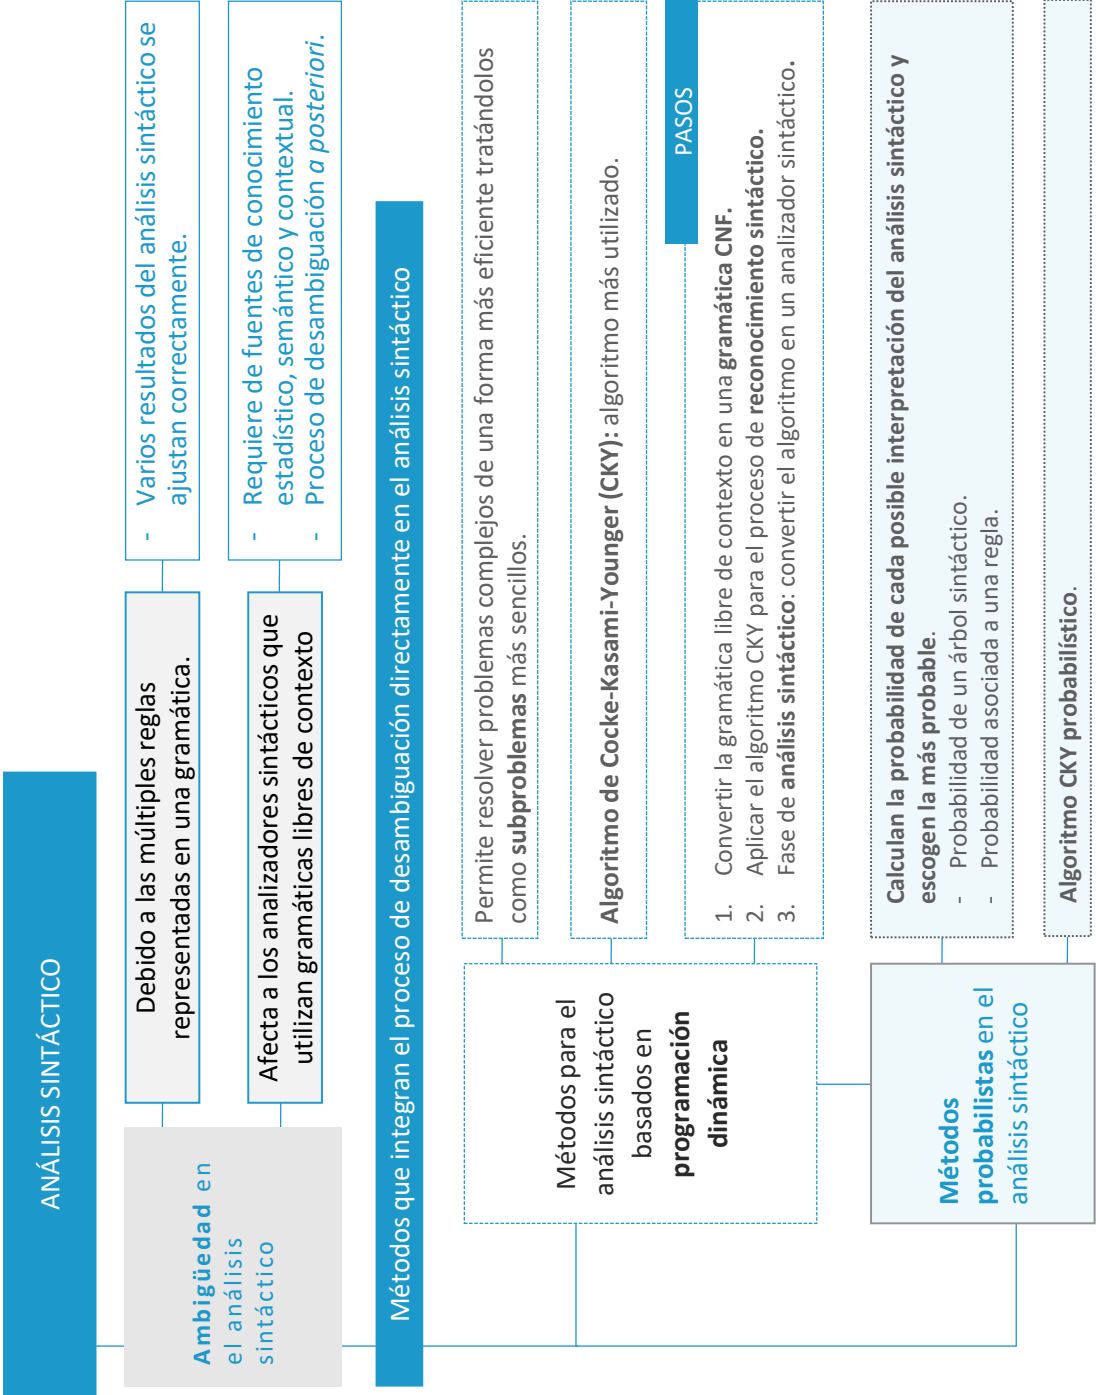 ANÁLISIS SINTÁCTICO
Ambigüedad en
el análisis
sintáctico
Debido a las múltiples reglas
representadas en una gramática.
- Varios resultados del análisis sintáctico se
ajustan correctamente.
Afecta a los analizadores sintácticos que
utilizan gramáticas libres de contexto
- Requiere de fuentes de conocimiento
estadístico, semántico y contextual.
- Proceso de desambiguación a posteriori.
Métodos que integran el proceso de desambiguación directamente en el análisis sintáctico
Métodos para el
análisis sintáctico
basados en
programación
dinámica
Permite resolver problemas complejos de una forma más eficiente tratándolos
como subproblemas más sencillos.
Algoritmo de Cocke-Kasami-Younger (CKY): algoritmo más utilizado.
PASOS
1. Convertir la gramática libre de contexto en una gramática CNF.
2. Aplicar el algoritmo CKY para el proceso de reconocimiento sintáctico.
3. Fase de análisis sintáctico: convertir el algoritmo en un analizador sintáctico.
Métodos
probabilistas en el
análisis sintáctico
Calculan la probabilidad de cada posible interpretación del análisis sintáctico y
escogen la más probable.
- Probabilidad de un árbol sintáctico.
- Probabilidad asociada a una regla.
Algoritmo CKY probabilístico.